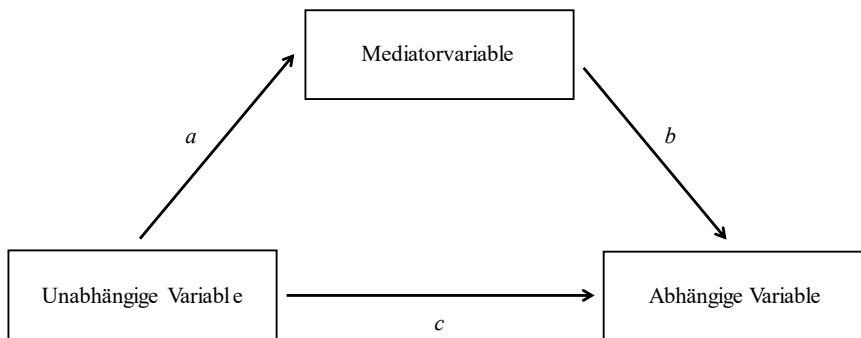 Mediatorvariable
a
b
Unabhängige Variable
Abhängige Variable
c